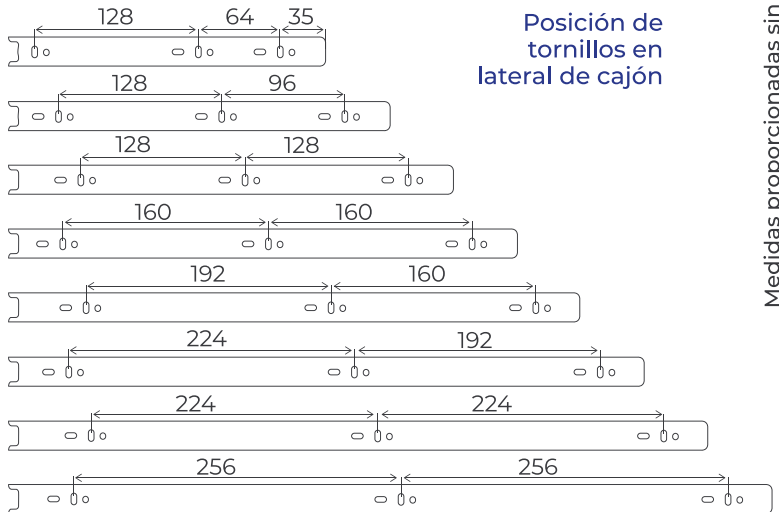 128 64 35
Posición de
tornillos en
lateral de cajón
128 96
128 128
160 160
192 160
224 192
224 224
256 256
Medidas proporcionadas sin